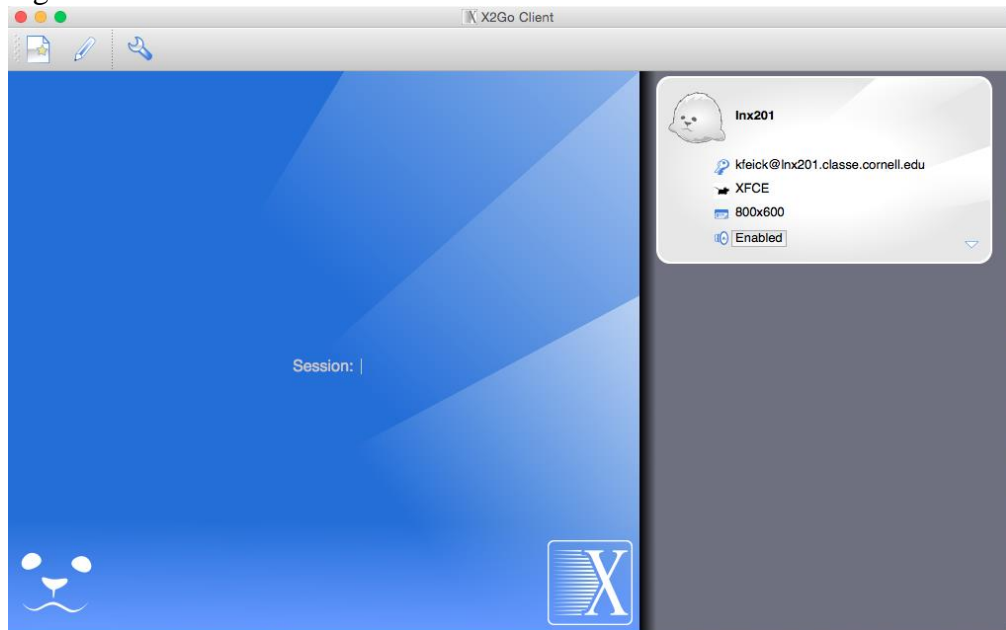 X2Go Client
lnx201
kfeick@lnx201.classe.cornell.edu
XFCE
800x600
Enabled
Session:
X